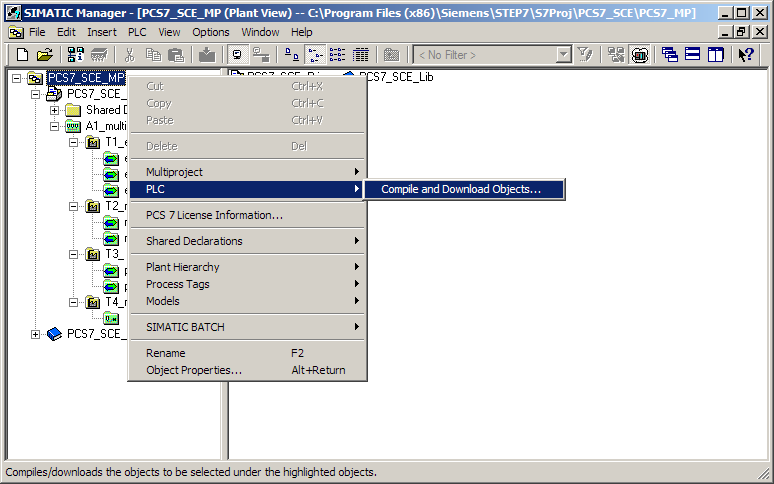 SIMATIC Manager - [PCS7_SCE_MP (Plant View) -- C:\Program Files (x86)\Siemens\STEP7\S7Proj\PCS7_SCE\PCS7_MP]
File Edit Insert PLC View Options Window Help
< No Filter >
PCS7_SCE_MP
PCS7_SCE_
Shared D
A1_multi
T1_e
e
e
e
T2_
T3_
p
p
T4_
PCS7_SCE_
PCS7_SCE_Lib
Cut Ctrl+X
Copy Ctrl+C
Paste Ctrl+V
Delete Del
Multiproject
PLC
Compile and Download Objects...
PCS 7 License Information...
Shared Declarations
Plant Hierarchy
Process Tags
Models
SIMATIC BATCH
Rename F2
Object Properties... Alt+Return
Compiles/downloads the objects to be selected under the highlighted objects.